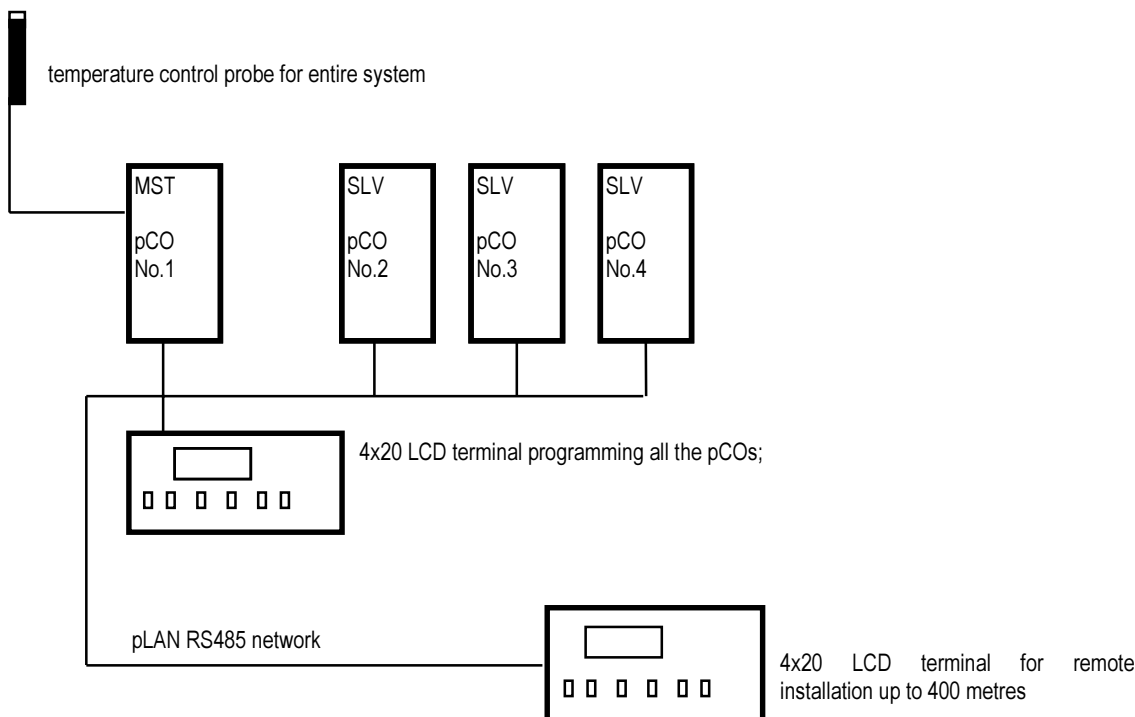 temperature control probe for entire system
MST
pCO
No.1
SLV
pCO
No.2
SLV
pCO
No.3
SLV
pCO
No.4
4x20 LCD terminal programming all the pCOs;
pLAN RS485 network
4x20 LCD terminal for remote
installation up to 400 metres